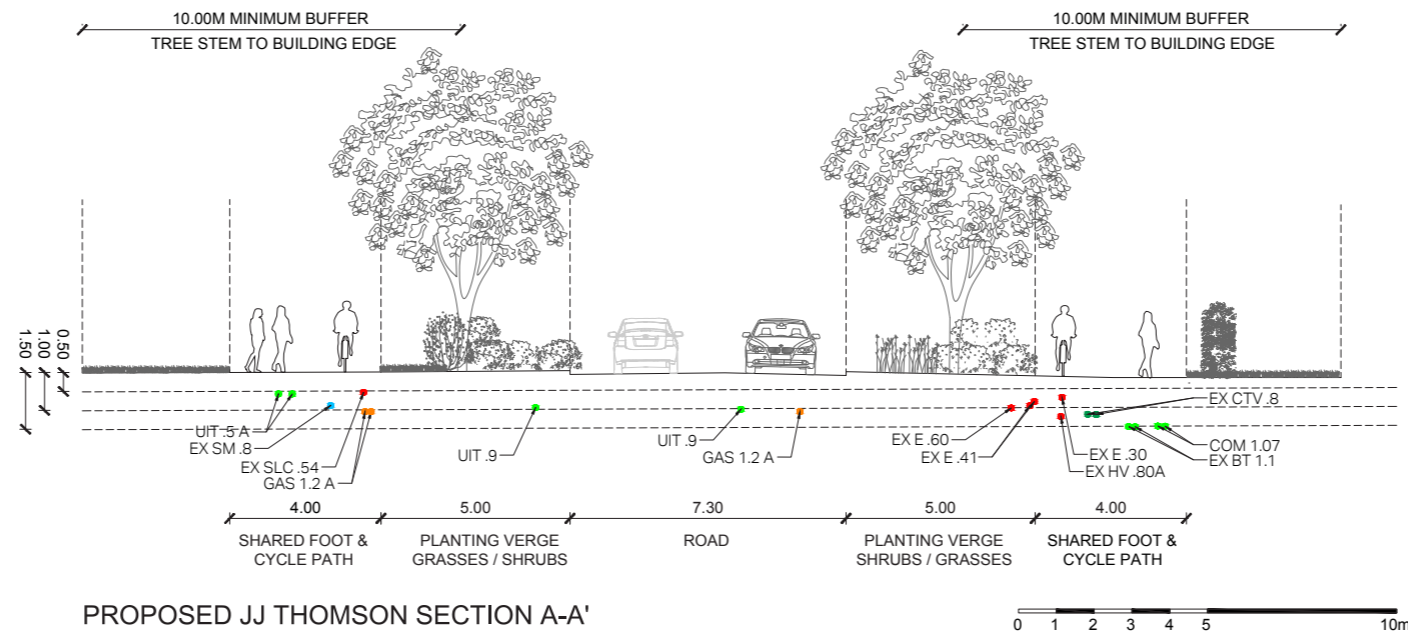 10.00M MINIMUM BUFFER
TREE STEM TO BUILDING EDGE
10.00M MINIMUM BUFFER
TREE STEM TO BUILDING EDGE
0.50
1.00
1.50
UIT .5 A
EX SM .8
EX SLC .54
GAS 1.2 A
UIT .9
UIT .9
GAS 1.2 A
EX E .60
EX E .41
EX E .30
EX HV .80A
EX CTV .8
COM 1.07
EX BT 1.1
4.00
5.00
7.30
5.00
4.00
SHARED FOOT &
CYCLE PATH
PLANTING VERGE
GRASSES / SHRUBS
ROAD
PLANTING VERGE
SHRUBS / GRASSES
SHARED FOOT &
CYCLE PATH
PROPOSED JJ THOMSON SECTION A-A'
0 1 2 3 4 5 10m